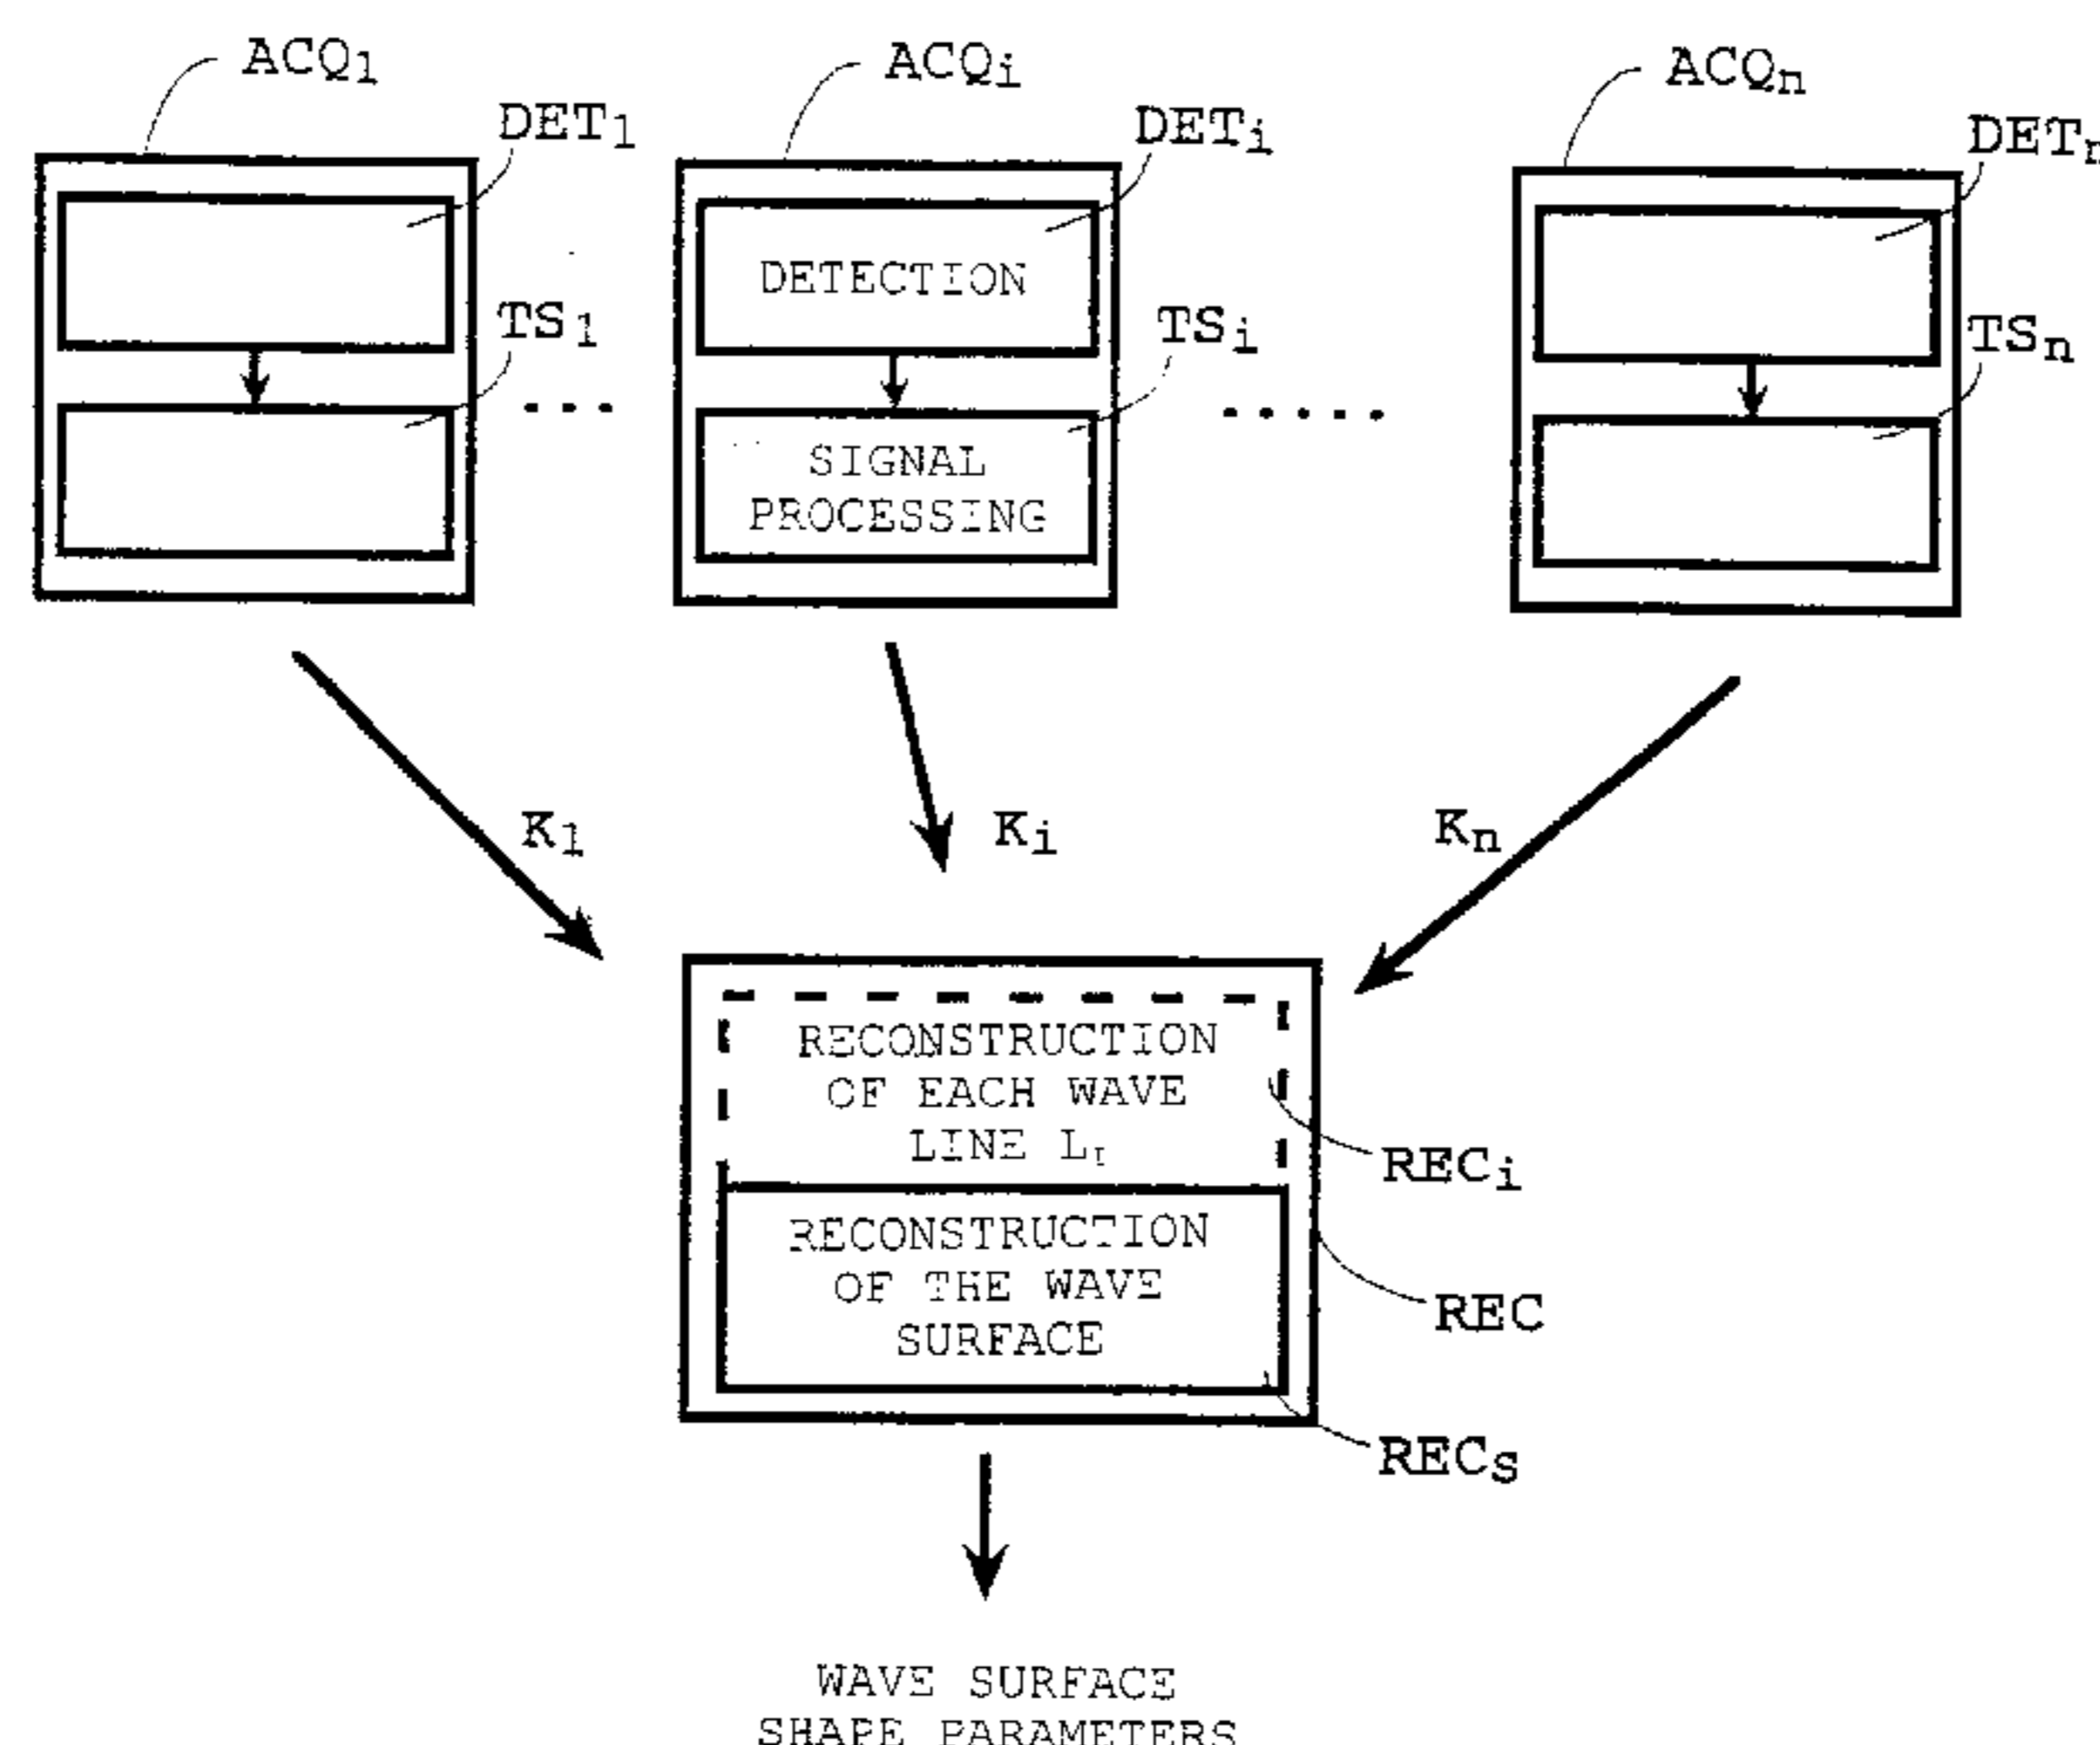 ACQ1
ACQi
ACQn
DET1
DETi
DETn
DETECTION
TS1
TSi
TSn
SIGNAL
PROCESSING
K1
Ki
Kn
RECONSTRUCTION
OF EACH WAVE
LINE LI
RECi
RECONSTRUCTION
OF THE WAVE
SURFACE
REC
RECS
WAVE SURFACE
SHAPE PARAMETERS